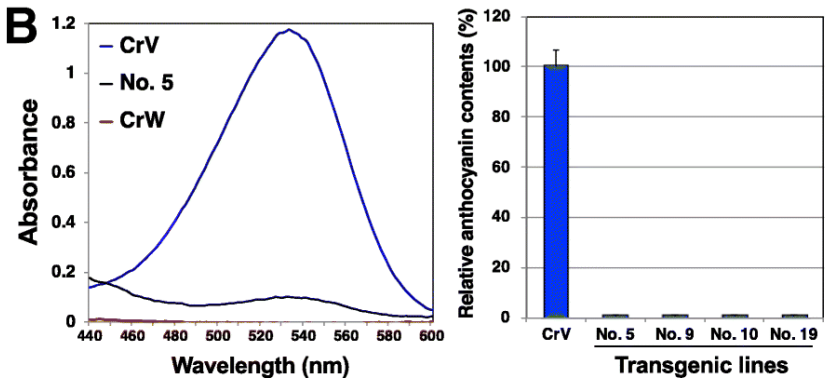 B
Absorbance
1.2
1
0.8
0.6
0.4
0.2
0
CrV
No. 5
CrW
440 460 480 500 520 540 560 580 600
Wavelength (nm)
Relative anthocyanin contents (%)
120
100
80
60
40
20
0
CrV No. 5 No. 9 No. 10 No. 19
Transgenic lines